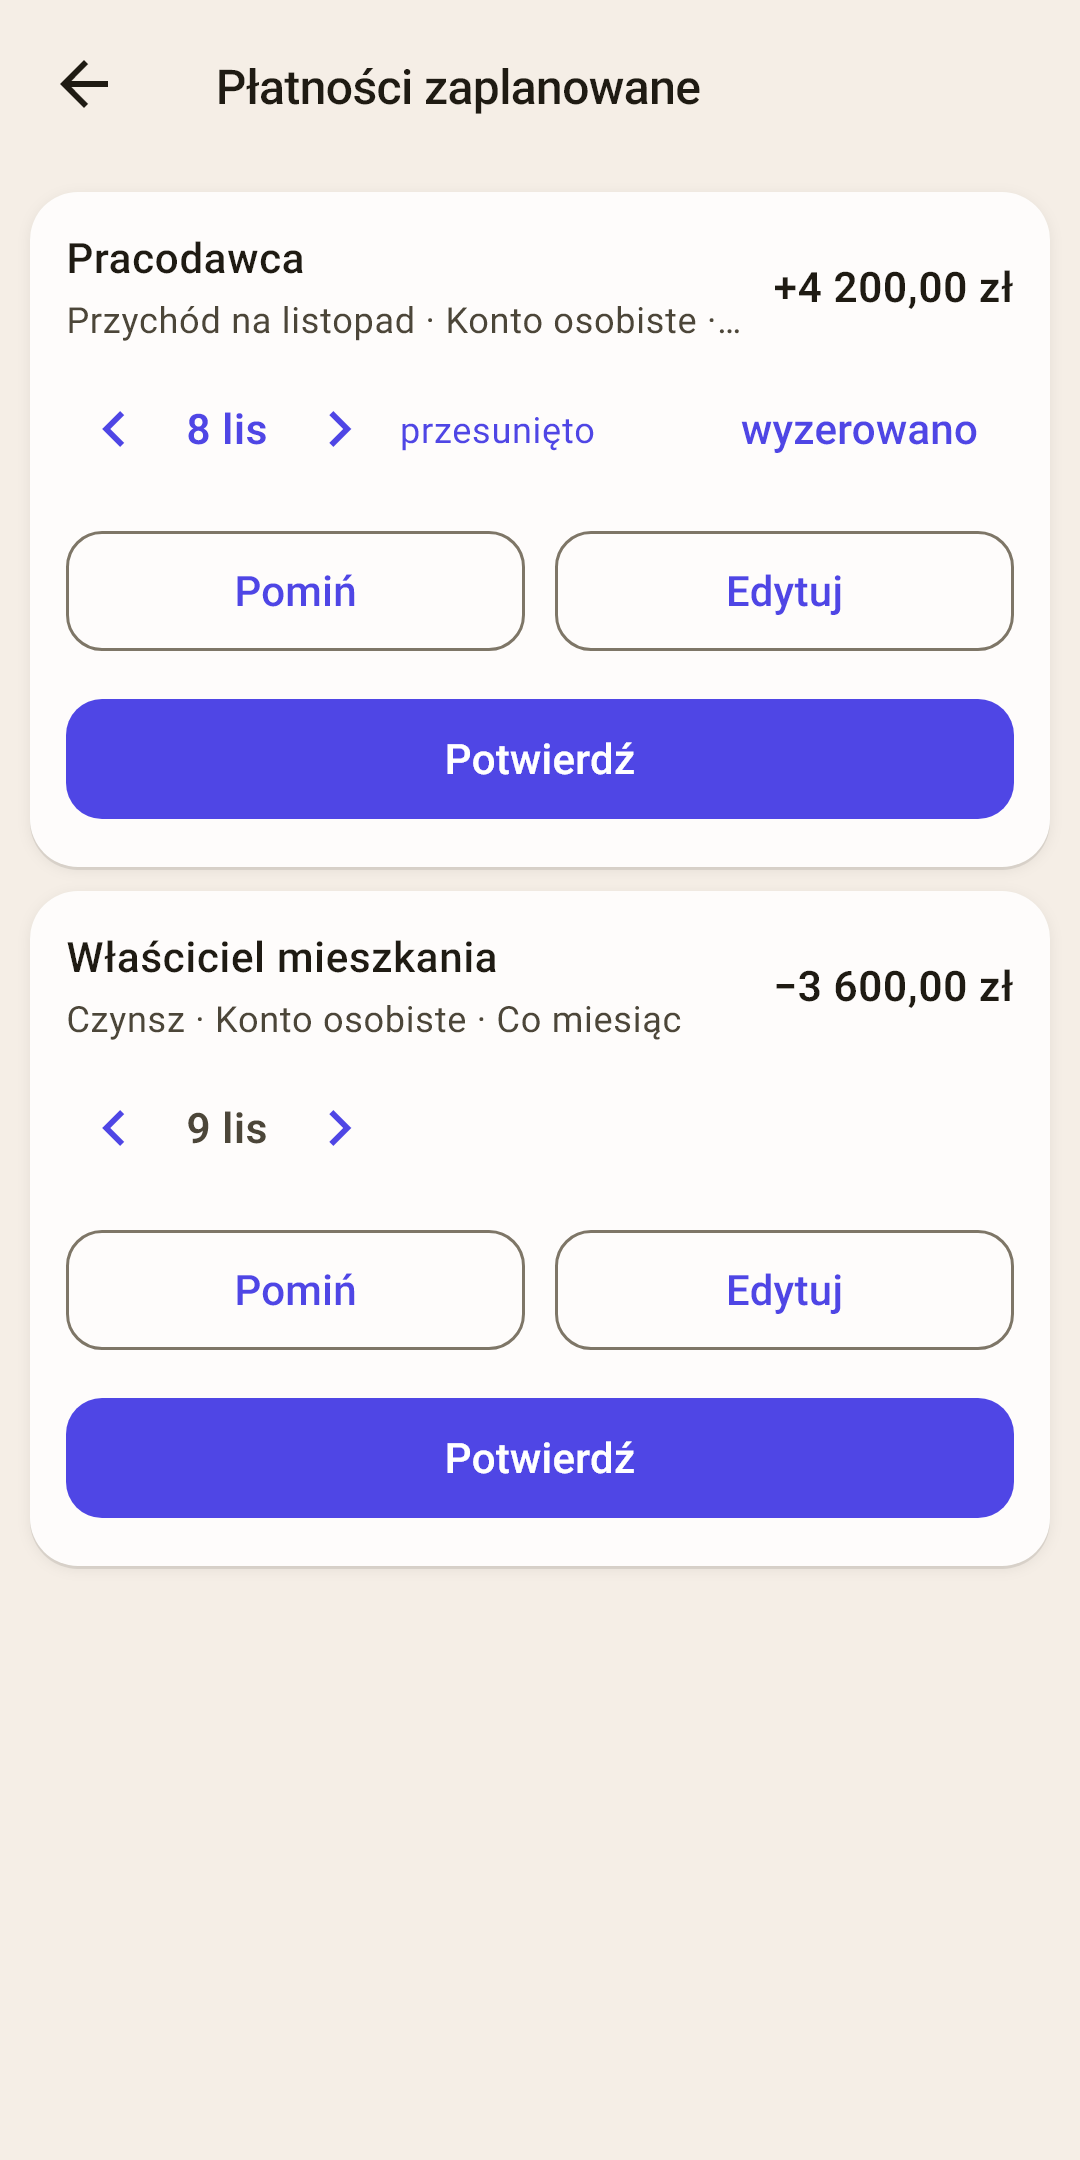 Płatności zaplanowane
Pracodawca
+4 200,00 zł
Przychód na listopad · Konto osobiste ·…
8 lis
przesunięto
wyzerowano
Pomiń
Edytuj
Potwierdź
Właściciel mieszkania
−3 600,00 zł
Czynsz · Konto osobiste · Co miesiąc
9 lis
Pomiń
Edytuj
Potwierdź